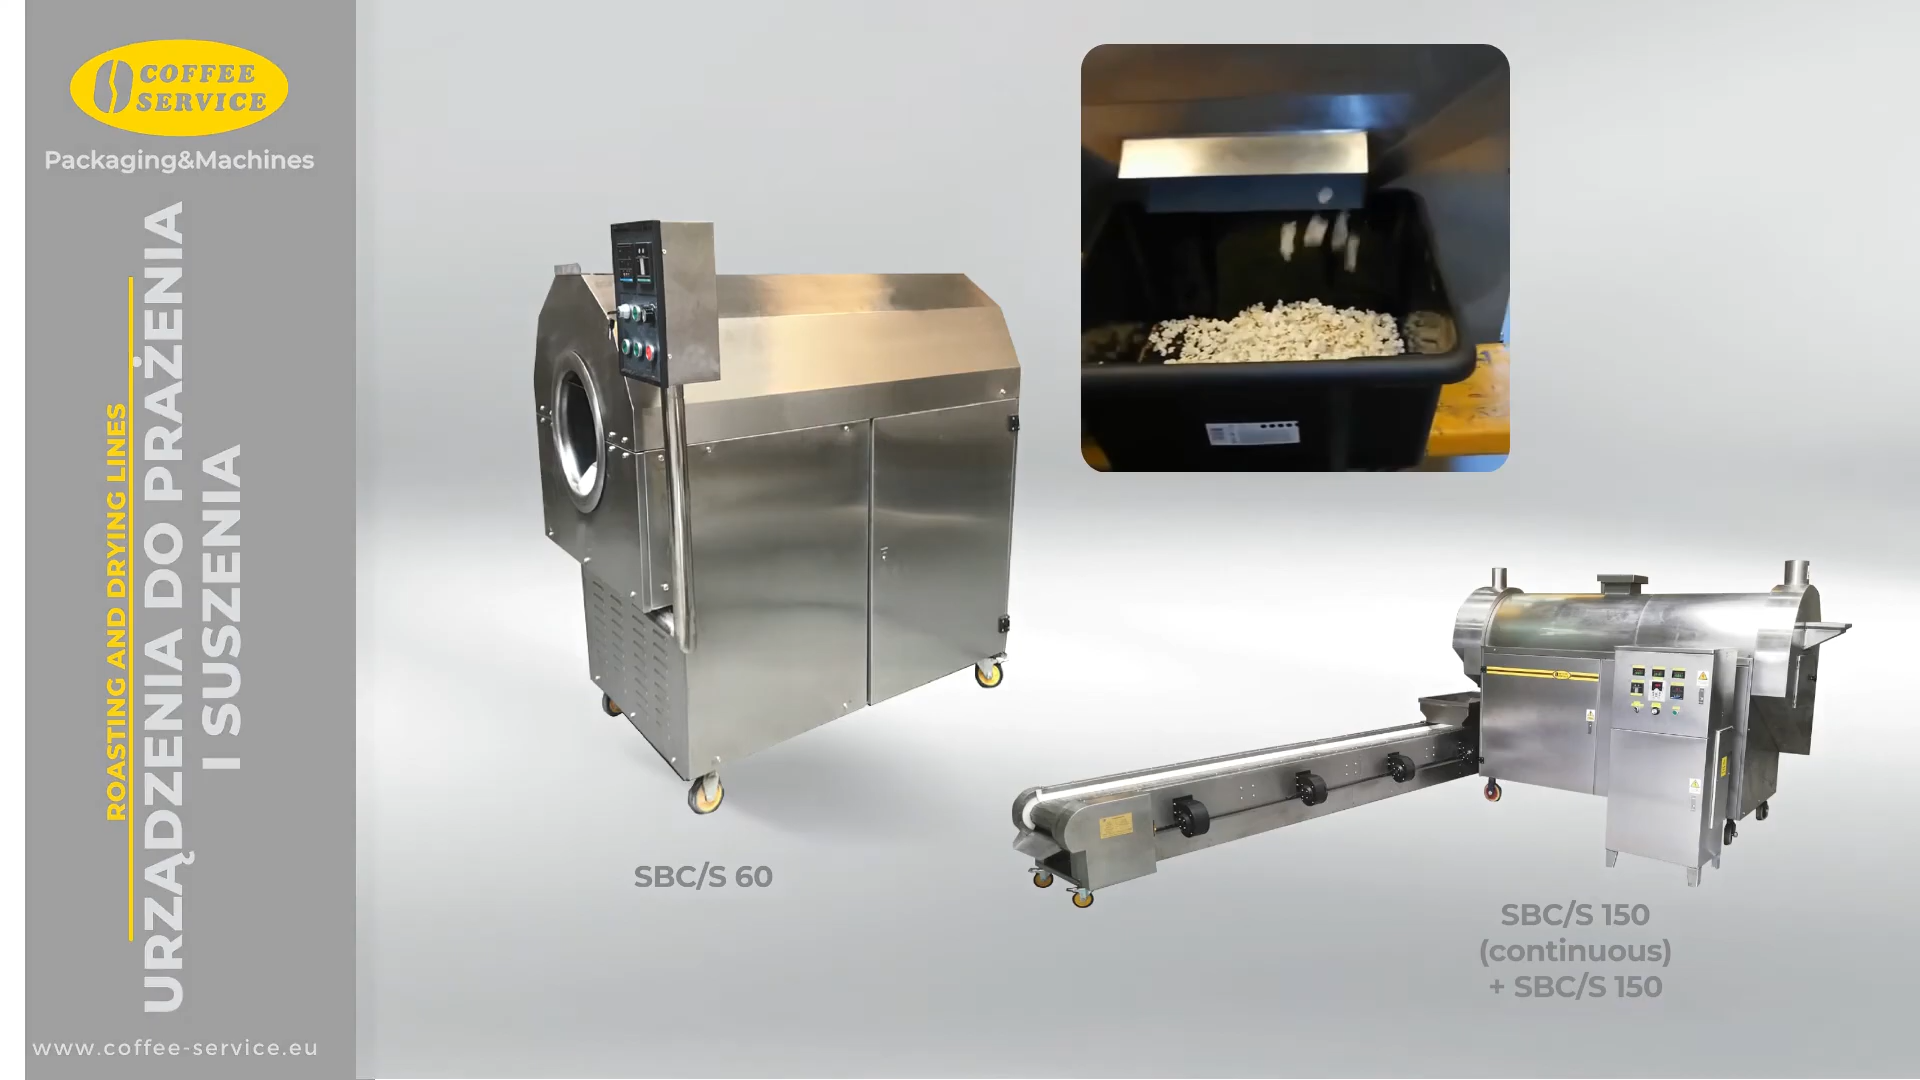 COFFEE
SERVICE
Packaging&Machines
ROASTING AND DRYING LINES
URZĄDZENIA DO PRAŻENIA
I SUSZENIA
www.coffee-service.eu
SBC/S 60
SBC/S 150
(continuous)
+ SBC/S 150